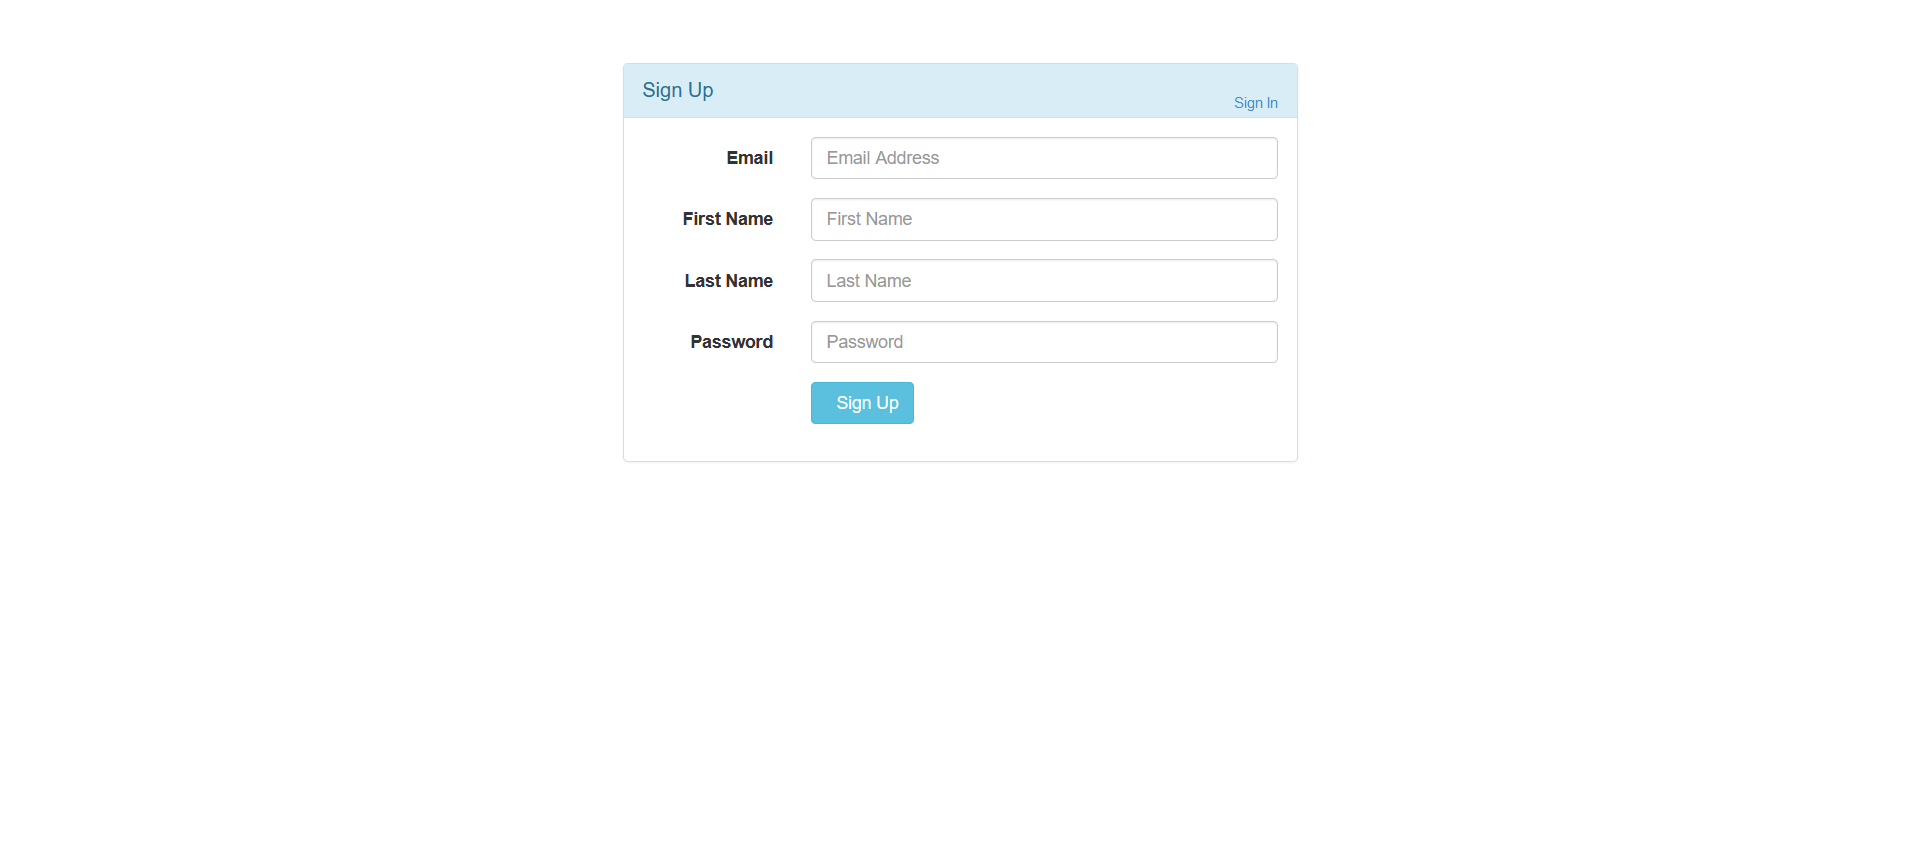 Sign Up
Sign In
Email
Email Address
First Name
First Name
Last Name
Last Name
Password
Password
Sign Up